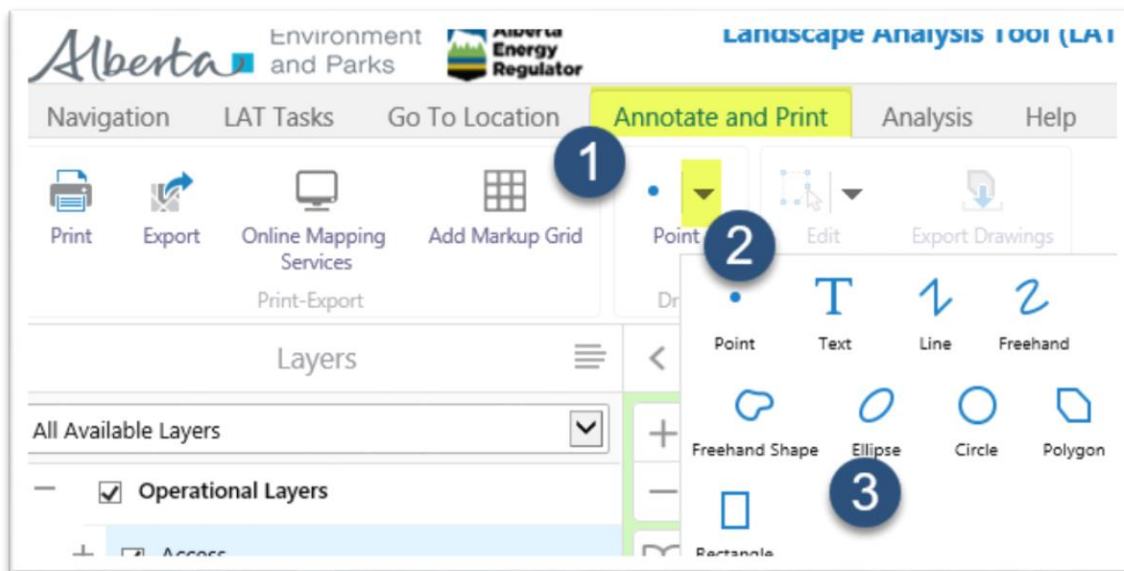 Alberta
Environment
and Parks
Alberta
Energy
Regulator
Landscape Analysis Tool (LAT
Navigation LAT Tasks Go To Location Annotate and Print Analysis Help
1
Print Export Online Mapping
Services Add Markup Grid Point Edit Export Drawings
2
Print-Export Dr
Point Text Line Freehand
Layers
All Available Layers
Freehand Shape Ellipse Circle Polygon
Operational Layers
3
Access
Rectangle